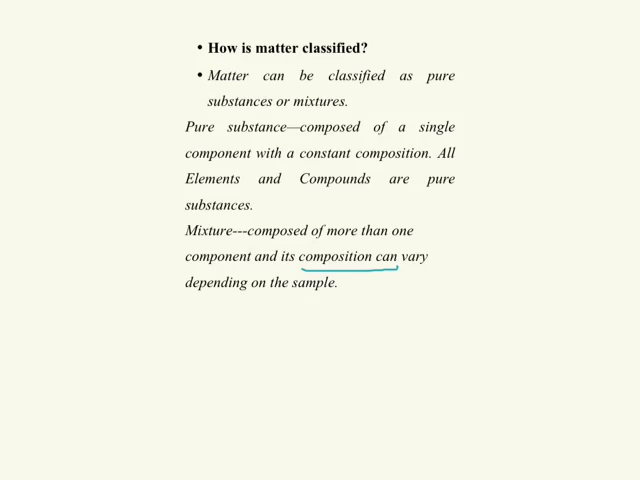 • How is matter classified?
• Matter can be classified as pure
substances or mixtures.
Pure substance—composed of a single
component with a constant composition. All
Elements and Compounds are pure
substances.
Mixture---composed of more than one
component and its composition can vary
depending on the sample.